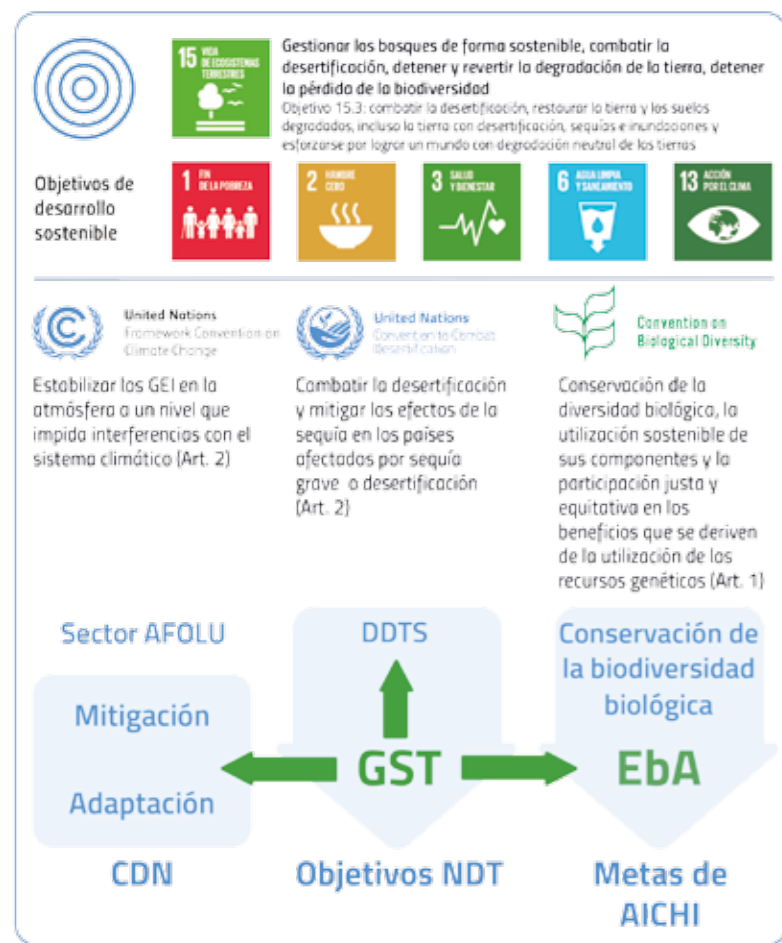 15 VIDA
DE ECOSISTEMAS
TERRESTRES
Gestionar los bosques de forma sostenible, combatir la
desertificación, detener y revertir la degradación de la tierra, detener
la pérdida de la biodiversidad
Objetivo 15.3: combatir la desertificación, restaurar la tierra y los suelos
degradados, incluso la tierra con desertificación, sequías e inundaciones y
esforzarse por lograr un mundo con degradación neutral de las tierras
Objetivos de
desarrollo
sostenible
1 FIN
DE LA POBREZA
2 HAMBRE
CERO
3 SALUD
Y BIENESTAR
6 AGUA LIMPIA
Y SANEAMIENTO
13 ACCIÓN
POR EL CLIMA
United Nations
Framework Convention on
Climate Change
Estabilizar los GEI en la
atmósfera a un nivel que
impida interferencias con el
sistema climático (Art. 2)
United Nations
Convention to Combat
Desertification
Combatir la desertificación
y mitigar los efectos de la
sequía en los países
afectados por sequía
grave o desertificación
(Art. 2)
Convention on
Biological Diversity
Conservación de la
diversidad biológica, la
utilización sostenible de
sus componentes y la
participación justa y
equitativa en los
beneficios que se deriven
de la utilización de los
recursos genéticos (Art. 1)
Sector AFOLU
Mitigación
Adaptación
CDN
DDTS
GST
Objetivos NDT
Conservación de
la biodiversidad
biológica
EbA
Metas de
AICHI